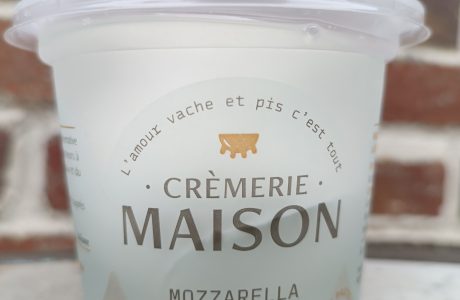 L'amour vache et pis c'est tout
· CRÈMERIE ·
MAISON
MOZZARELLA